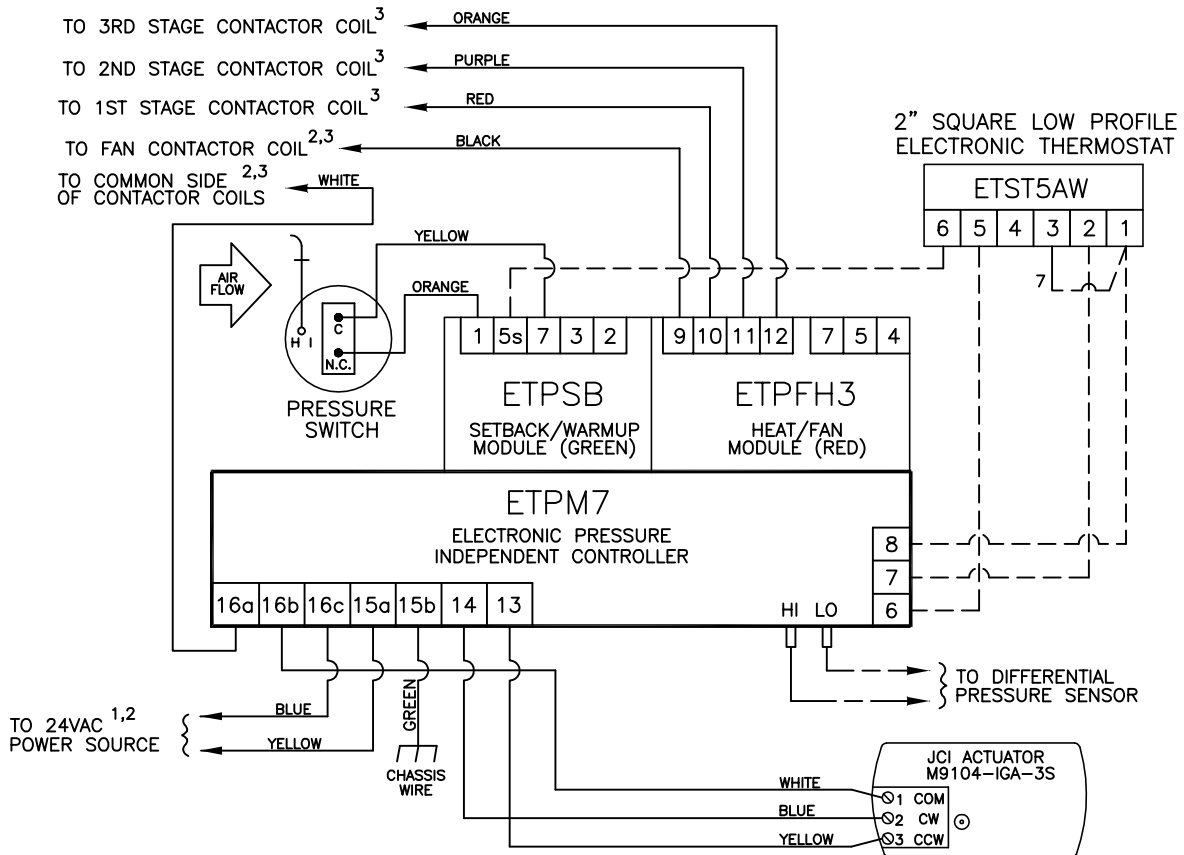 TO 3RD STAGE CONTACTOR COIL3
ORANGE
TO 2ND STAGE CONTACTOR COIL3
PURPLE
TO 1ST STAGE CONTACTOR COIL3
RED
TO FAN CONTACTOR COIL2,3
BLACK
TO COMMON SIDE 2,3
OF CONTACTOR COILS
WHITE
2" SQUARE LOW PROFILE
ELECTRONIC THERMOSTAT
ETST5AW
6 5 4 3 2 1
7
YELLOW
ORANGE
AIR
FLOW
H I
C
N.C.
PRESSURE
SWITCH
1 5s 7 3 2
ETPSB
SETBACK/WARMUP
MODULE (GREEN)
9 10 11 12 7 5 4
ETPFH3
HEAT/FAN
MODULE (RED)
ETPM7
ELECTRONIC PRESSURE
INDEPENDENT CONTROLLER
8
7
6
16a 16b 16c 15a 15b 14 13
HI LO
TO DIFFERENTIAL
PRESSURE SENSOR
TO 24VAC 1,2
POWER SOURCE
BLUE
YELLOW
GREEN
CHASSIS
WIRE
WHITE
BLUE
YELLOW
JCI ACTUATOR
M9104-IGA-3S
1 COM
2 CW
3 CCW